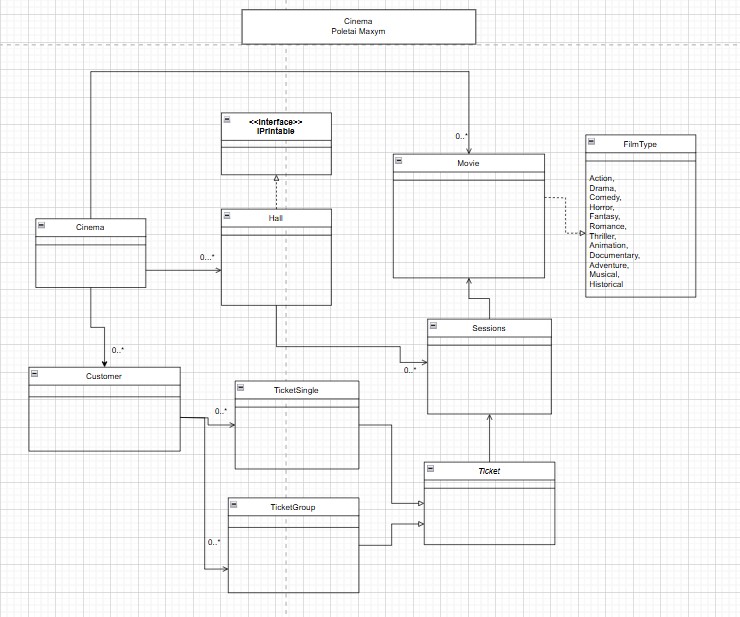 Cinema
Poletai Maxym
0..*
<<Interface>>
IPrintable
Movie
FilmType
Action,
Drama,
Comedy,
Horror,
Fantasy,
Romance,
Thriller,
Animation,
Documentary,
Adventure,
Musical,
Historical
Cinema
Hall
0...*
Sessions
0..*
0..*
Customer
TicketSingle
0..*
Ticket
TicketGroup
0..*